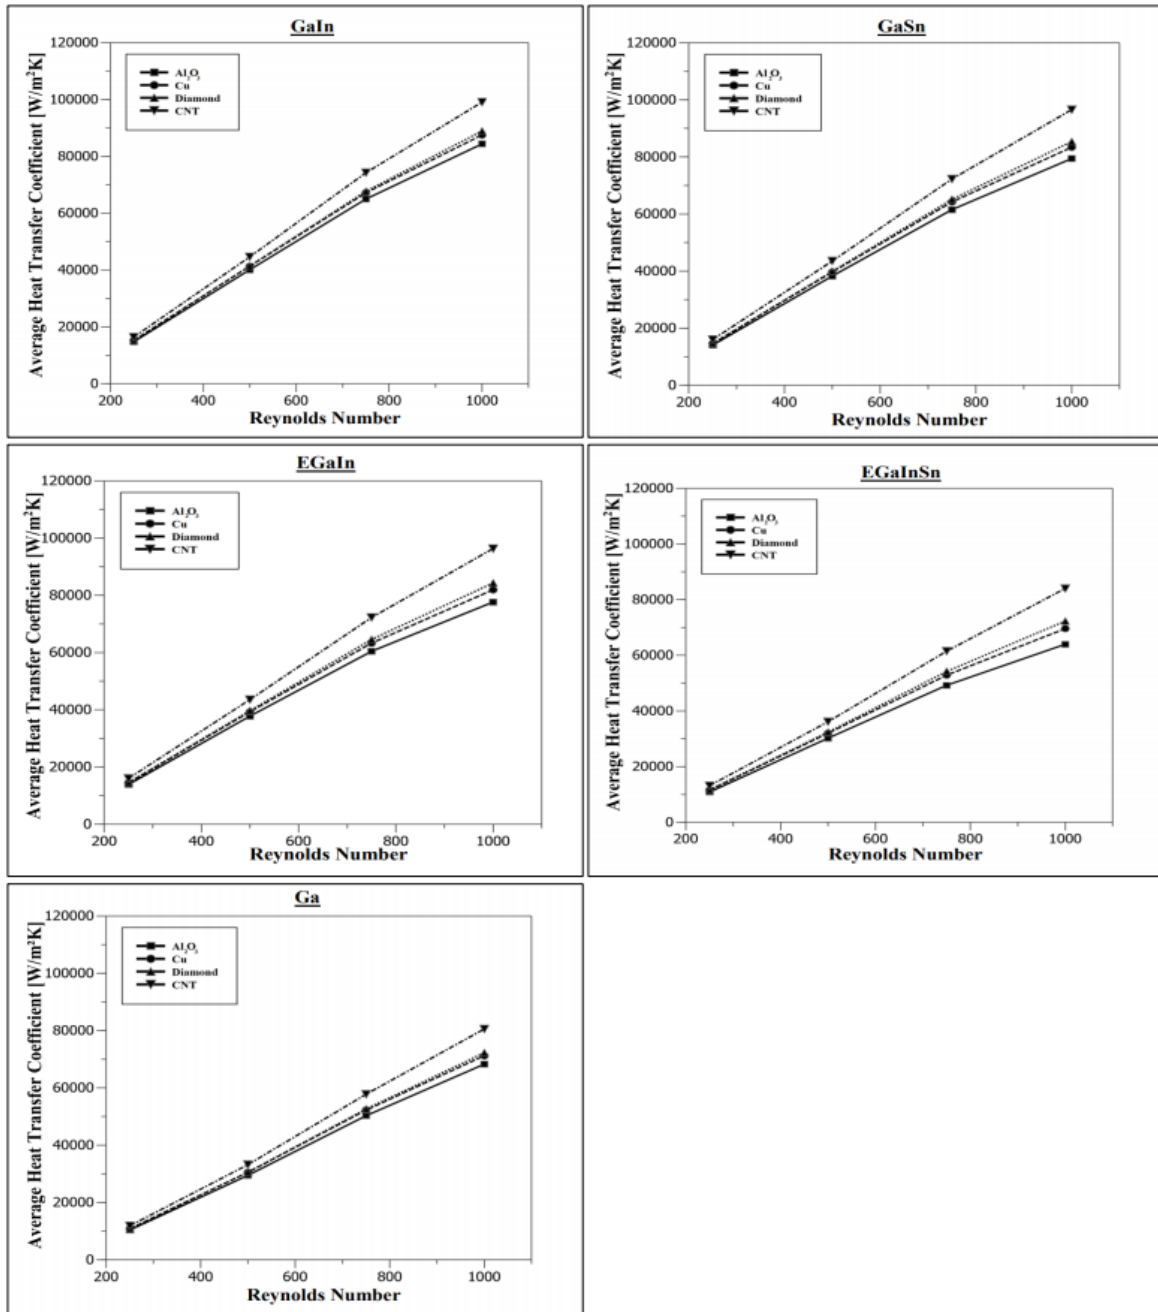 GaIn
Average Heat Transfer Coefficient [W/m²K]
120000
100000
80000
60000
40000
20000
0
Al₂O₃
Cu
Diamond
CNT
200 400 600 800 1000
Reynolds Number
GaSn
Average Heat Transfer Coefficient [W/m²K]
120000
100000
80000
60000
40000
20000
0
Al₂O₃
Cu
Diamond
CNT
200 400 600 800 1000
Reynolds Number
EGaIn
Average Heat Transfer Coefficient [W/m²K]
120000
100000
80000
60000
40000
20000
0
Al₂O₃
Cu
Diamond
CNT
200 400 600 800 1000
Reynolds Number
EGaInSn
Average Heat Transfer Coefficient [W/m²K]
120000
100000
80000
60000
40000
20000
0
Al₂O₃
Cu
Diamond
CNT
200 400 600 800 1000
Reynolds Number
Ga
Average Heat Transfer Coefficient [W/m²K]
120000
100000
80000
60000
40000
20000
0
Al₂O₃
Cu
Diamond
CNT
200 400 600 800 1000
Reynolds Number